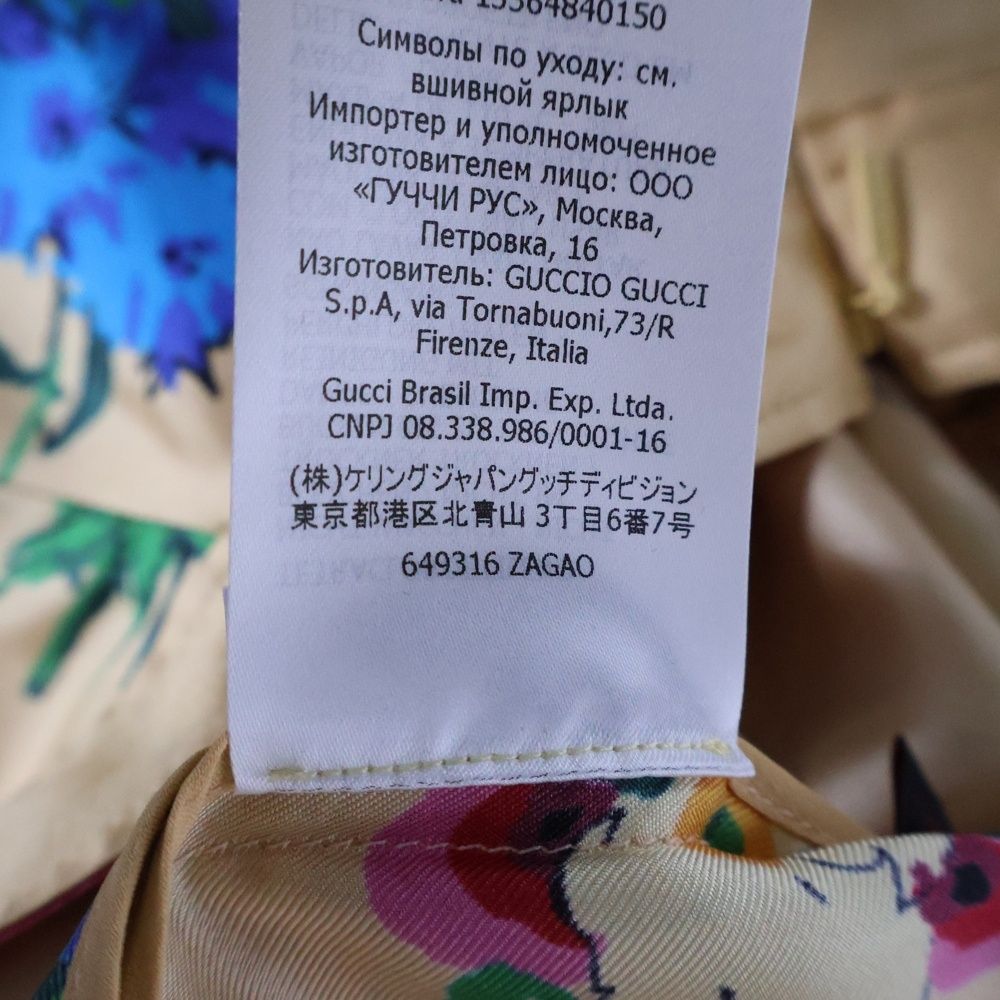 15564840150
Символы по уходу: см.
вшивной ярлык
Импортер и уполномоченное
изготовителем лицо: ООО
«ГУЧЧИ РУС», Москва,
Петровка, 16
Изготовитель: GUCCIO GUCCI
S.p.A, via Tornabuoni,73/R
Firenze, Italia
Gucci Brasil Imp. Exp. Ltda.
CNPJ 08.338.986/0001-16
(株)ケリングジャパングッチディビジョン
東京都港区北青山 3丁目6番7号
649316 ZAGAO